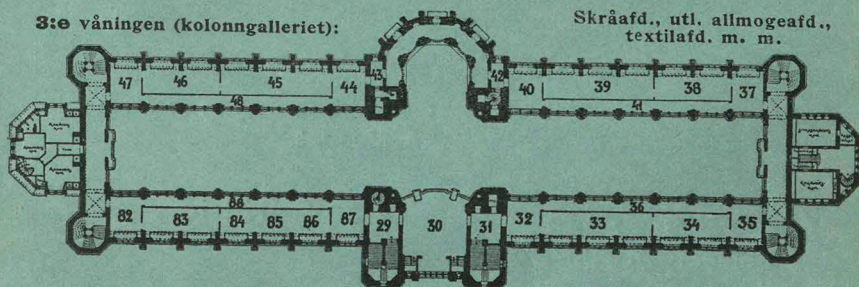 3:e våningen (kolonngalleriet):
Skråafd., utl. allmogeafd.,
textilafd. m. m.
47 46 45 44 43 42 40 39 38 37
48 41
88 36
82 83 84 85 86 87 29 30 31 32 33 34 35